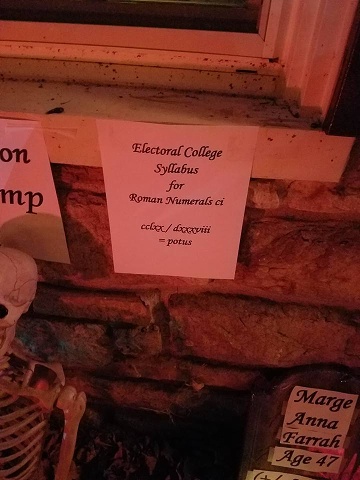 on
mp
Electoral College
Syllabus
for
Roman Numerals ci
cclxx / dxxxviii
= potus
Marge
Anna
Farrah
Age 47